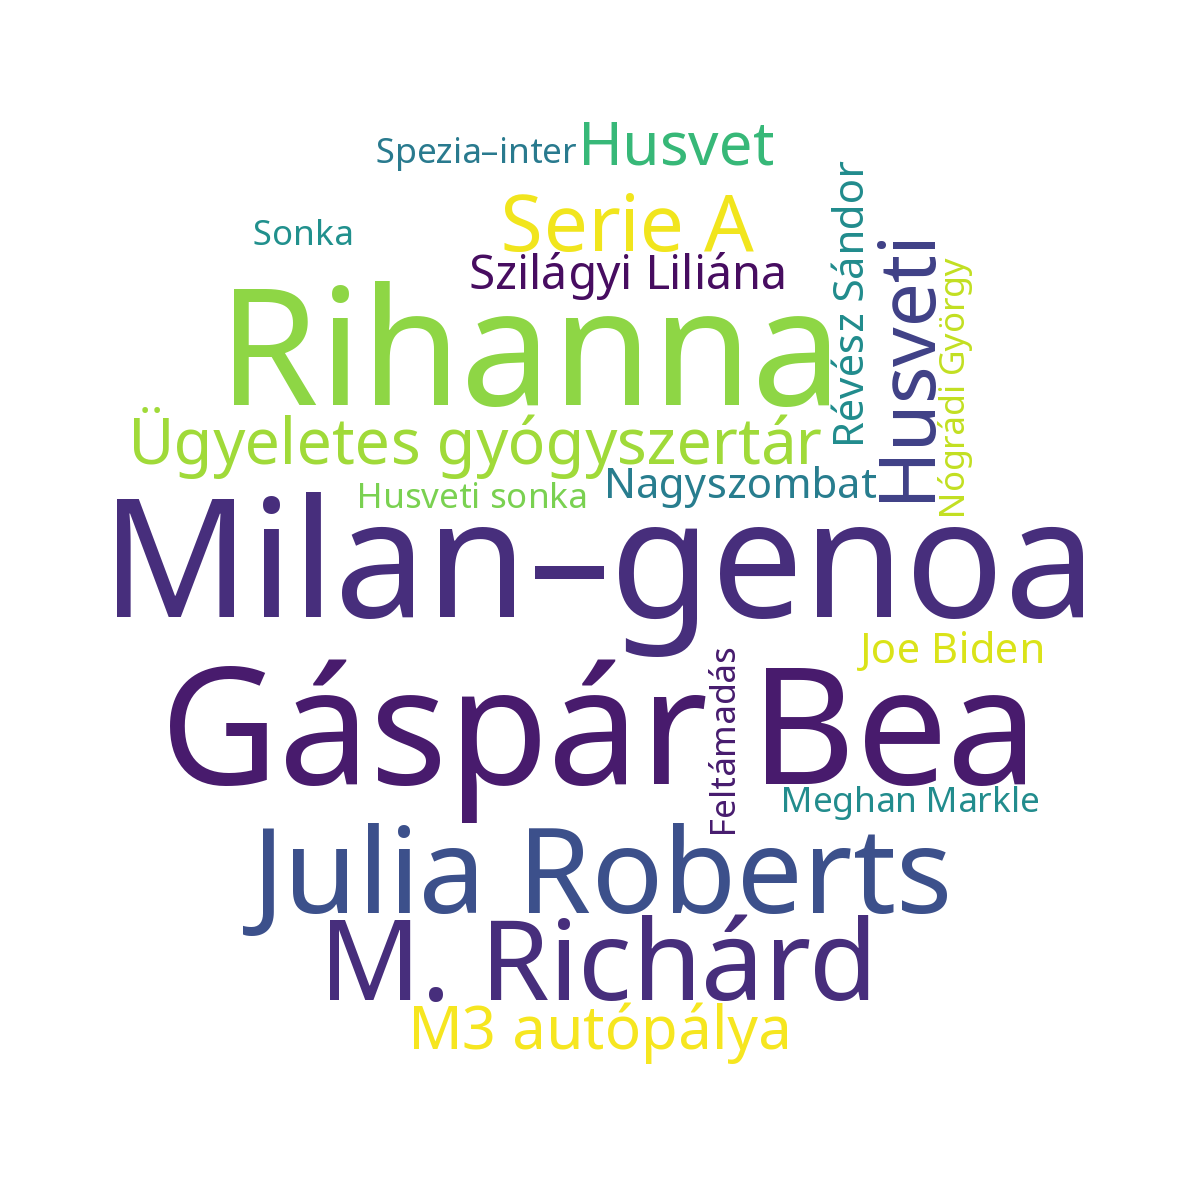 Spezia–inter
Husvet
Sonka
Serie A
Szilágyi Liliána
Révész Sándor
Husveti
Nógrádi György
Rihanna
Ügyeletes gyógyszertár
Husveti sonka
Nagyszombat
Milan–genoa
Joe Biden
Gáspár Bea
Feltámadás
Meghan Markle
Julia Roberts
M. Richárd
M3 autópálya